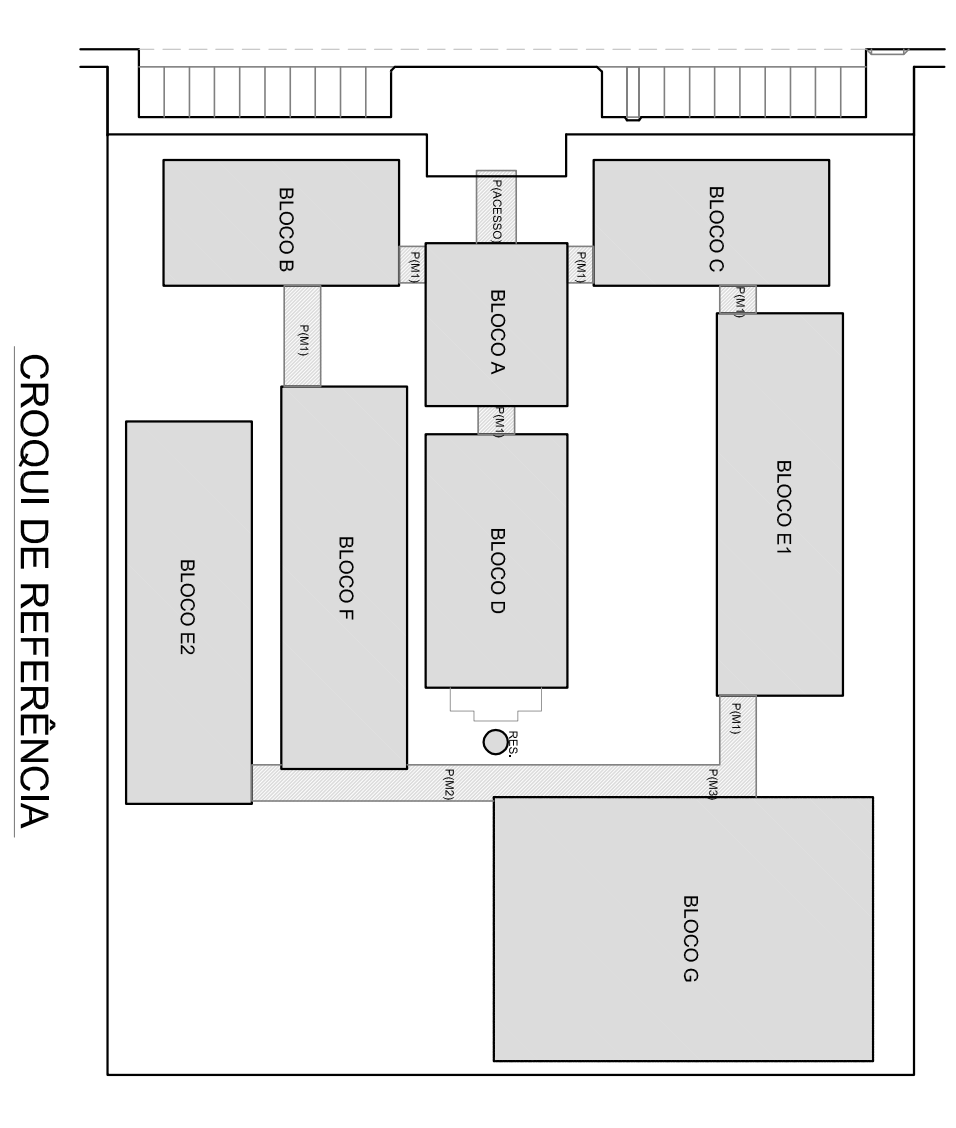 P(ACESSO)
BLOCO B
BLOCO C
P(M1)
P(M1)
P(M1)
BLOCO A
P(M1)
P(M1)
BLOCO E1
BLOCO D
BLOCO F
BLOCO E2
P(M1)
RES.
P(M2)
P(M3)
BLOCO G
CROQUI DE REFERÊNCIA